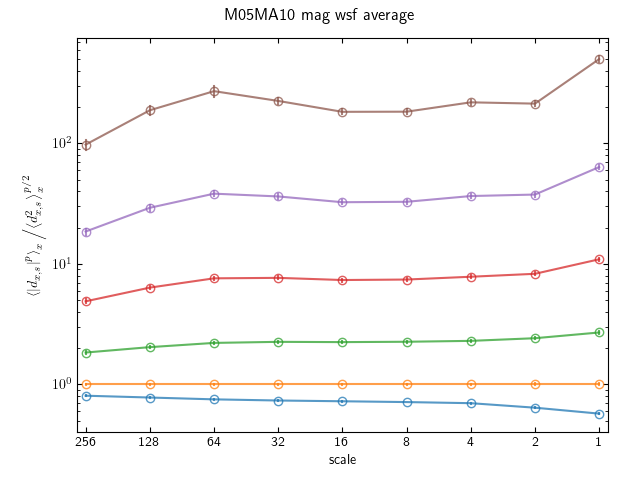 M05MA10 mag wsf average
⟨|d_{x,s}|^p⟩_x / ⟨d^2_{x,s}⟩_x^{p/2}
10^2
10^1
10^0
256 128 64 32 16 8 4 2 1
scale